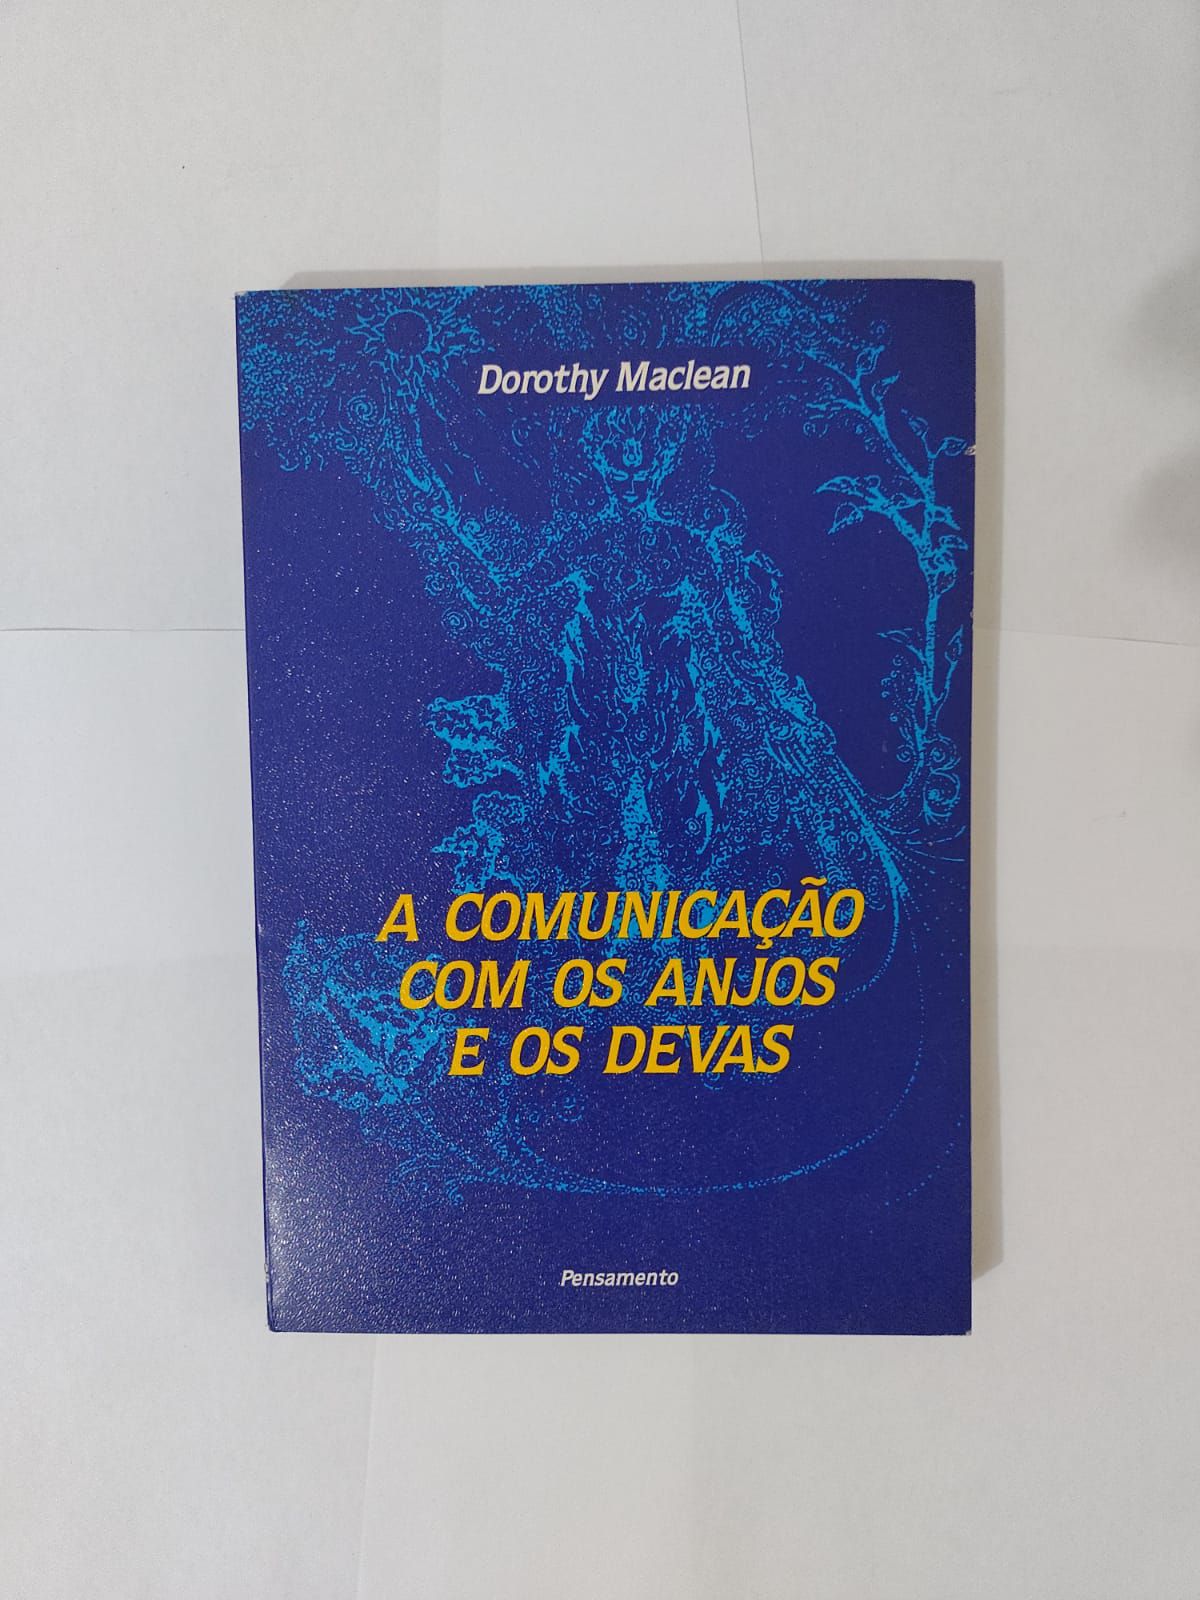 Dorothy Maclean
A COMUNICAÇÃO
COM OS ANJOS
E OS DEVAS
Pensamento